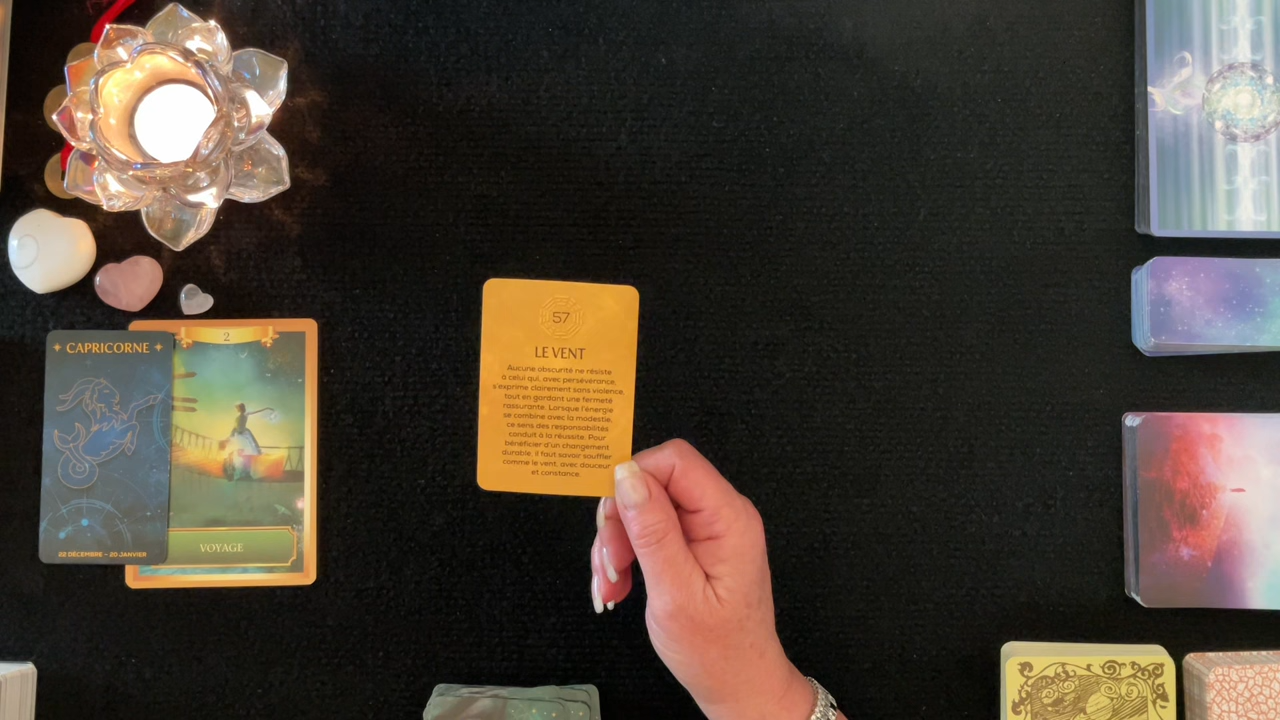 ✦ CAPRICORNE ✦
22 DÉCEMBRE – 20 JANVIER
2
VOYAGE
57
LE VENT
Aucune obscurité ne résiste
à celui qui, avec persévérance,
s'exprime clairement sans violence,
tout en gardant une fermeté
rassurante. Lorsque l'énergie
se combine avec la modestie,
ce sens des responsabilités
conduit à la réussite. Pour
bénéficier d'un changement
durable, il faut savoir souffler
comme le vent, avec douceur
et constance.